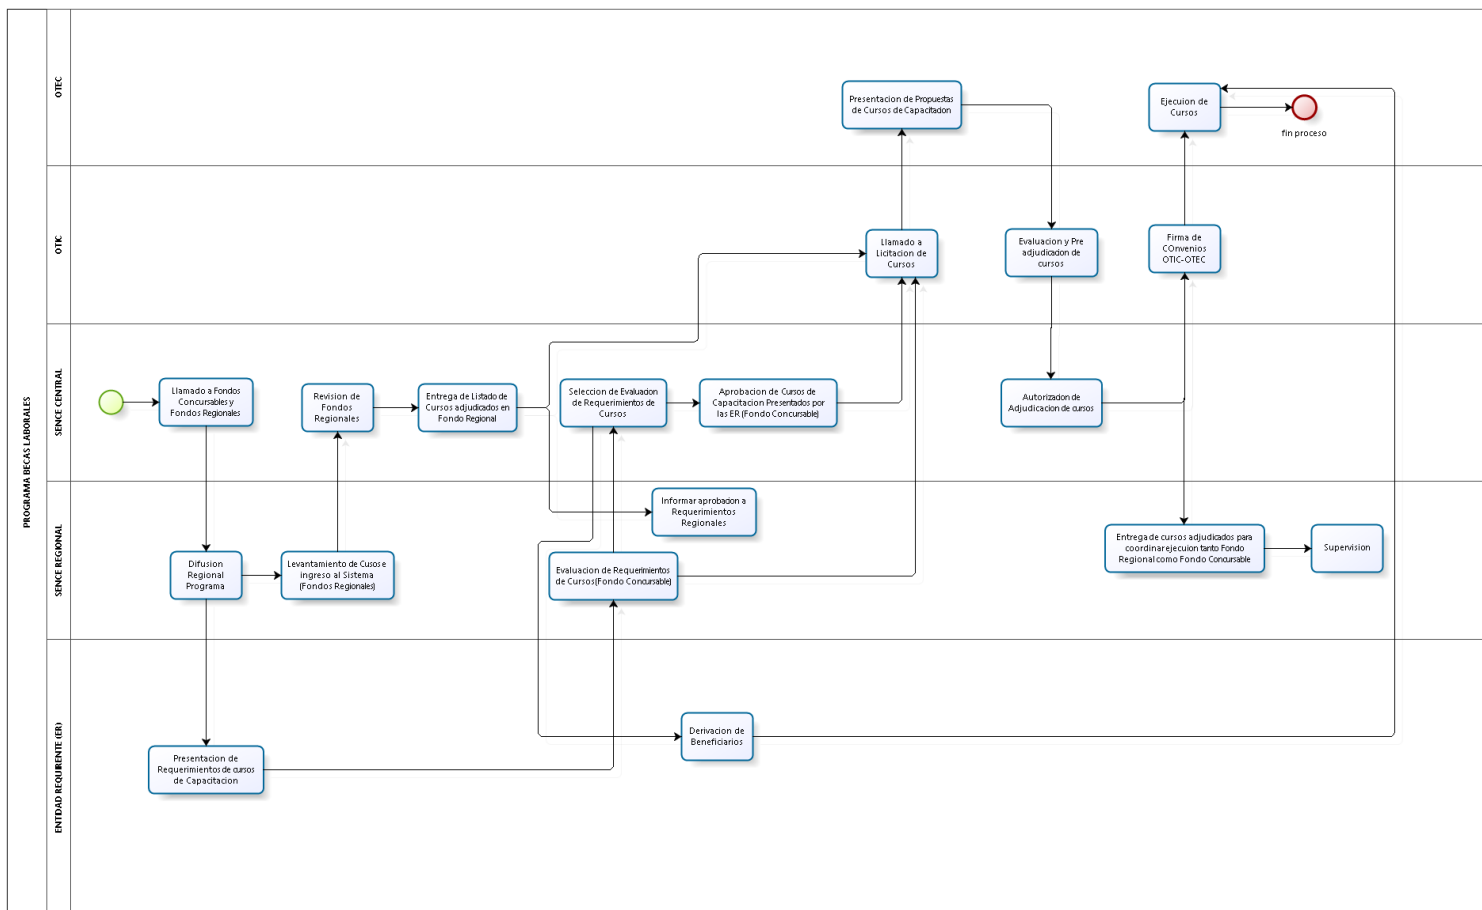 PROGRAMA BECAS LABORALES
OTEC
Presentacion de Propuestas
de Cursos de Capacitacion
Ejecuion de
Cursos
fin proceso
OTIC
Llamado a
Licitacion de
Cursos
Evaluacion y Pre
adjudicacion de
cursos
Firma de
COnvenios
OTIC-OTEC
SENCE CENTRAL
Llamado a Fondos
Concursables y
Fondos Regionales
Revision de
Fondos
Regionales
Entrega de Listado de
Cursos adjudicados en
Fondo Regional
Seleccion de Evaluacion
de Requerimientos de
Cursos
Aprobacion de Cursos de
Capacitacion Presentados por
las ER (Fondo Concursable)
Autorizacion de
Adjudicacion de cursos
SENCE REGIONAL
Difusion
Regional
Programa
Levantamiento de Cusos e
ingreso al Sistema
(Fondos Regionales)
Informar aprobacion a
Requerimientos
Regionales
Evaluacion de Requerimientos
de Cursos(Fondo Concursable)
Entrega de cursos adjudicados para
coordinar ejecuion tanto Fondo
Regional como Fondo Concursable
Supervision
ENTIDAD REQUIRENTE (ER)
Presentacion de
Requerimientos de cursos
de Capacitacion
Derivacion de
Beneficiarios